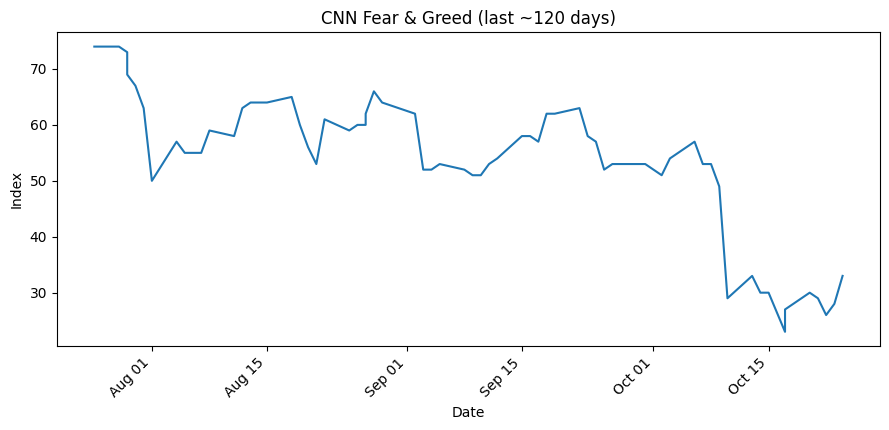 CNN Fear & Greed (last ~120 days)
Index
70
60
50
40
30
Aug 01
Aug 15
Sep 01
Sep 15
Oct 01
Oct 15
Date